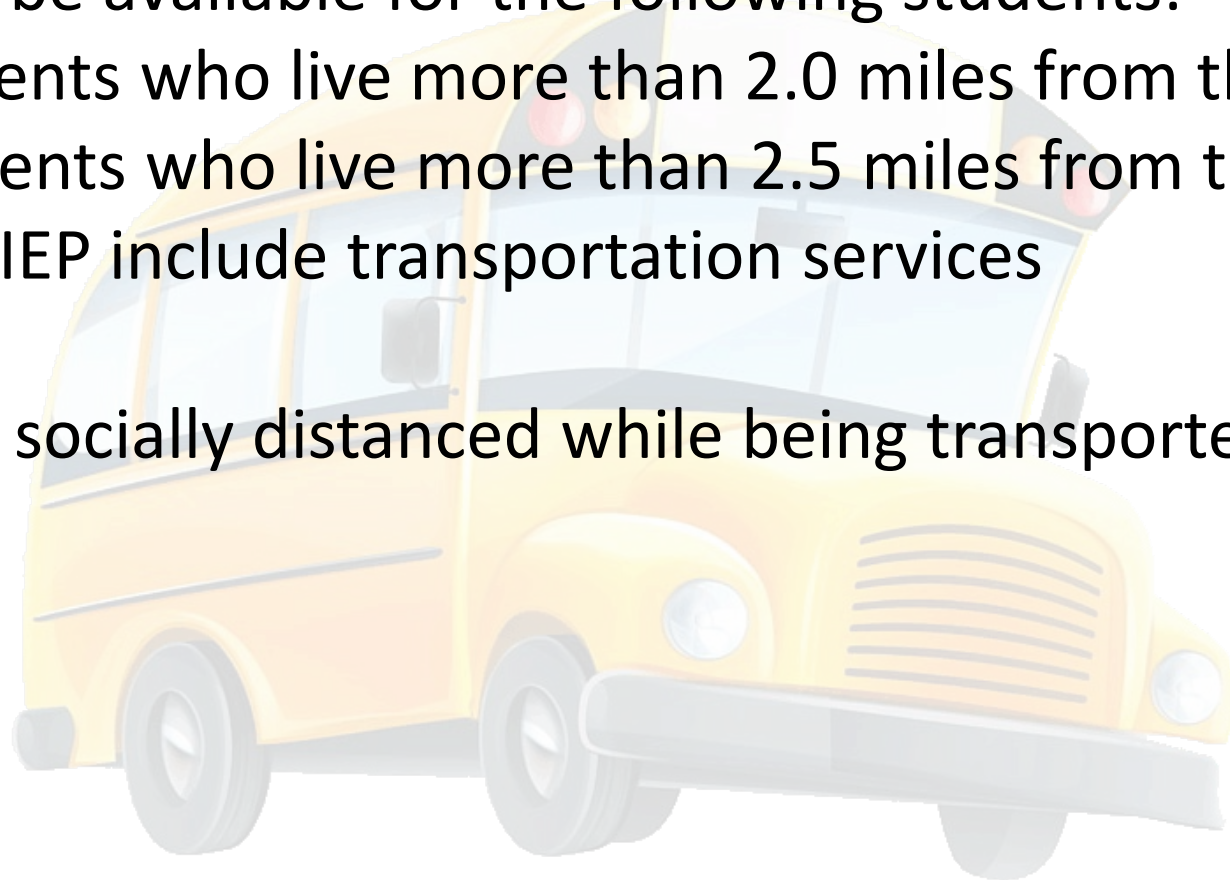 be available for the following students:
ents who live more than 2.0 miles from th
ents who live more than 2.5 miles from t
IEP include transportation services
socially distanced while being transporte